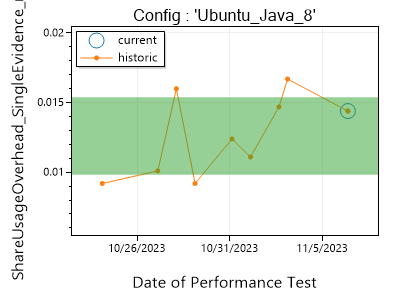 Config : 'Ubuntu_Java_8'
0.02
current
historic
0.015
0.01
ShareUsageOverhead_SingleEvidence_
10/26/2023
10/31/2023
11/5/2023
Date of Performance Test